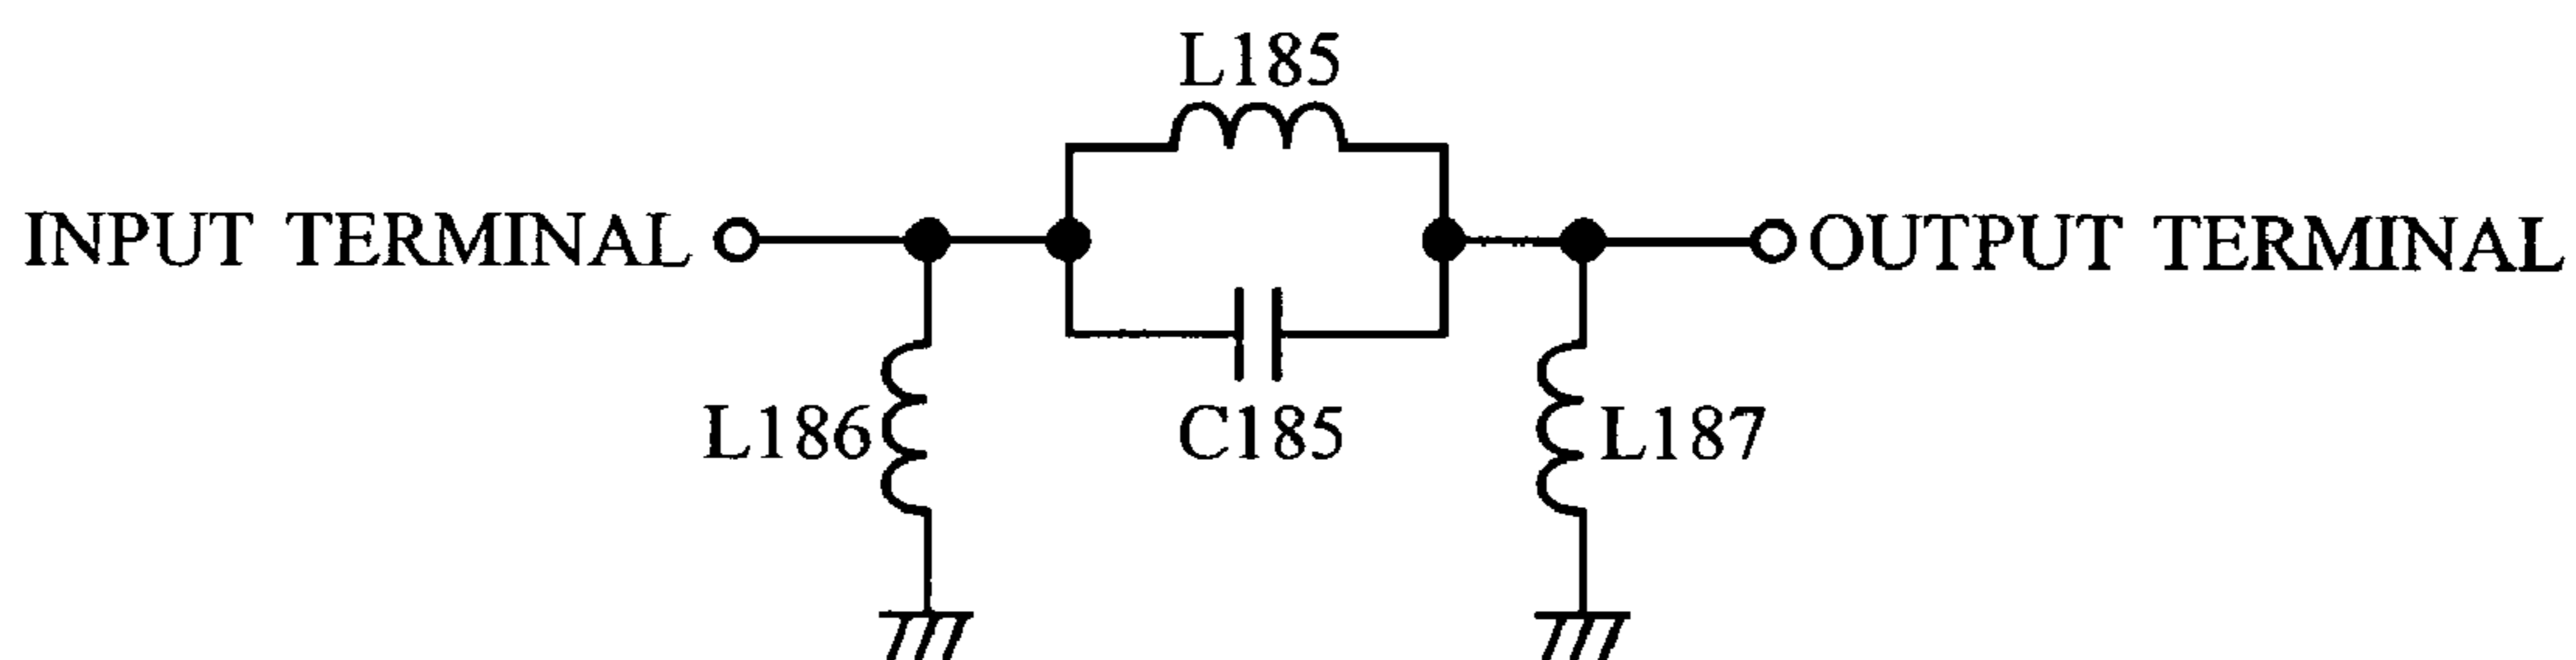 L185
INPUT TERMINAL
OUTPUT TERMINAL
L186
C185
L187